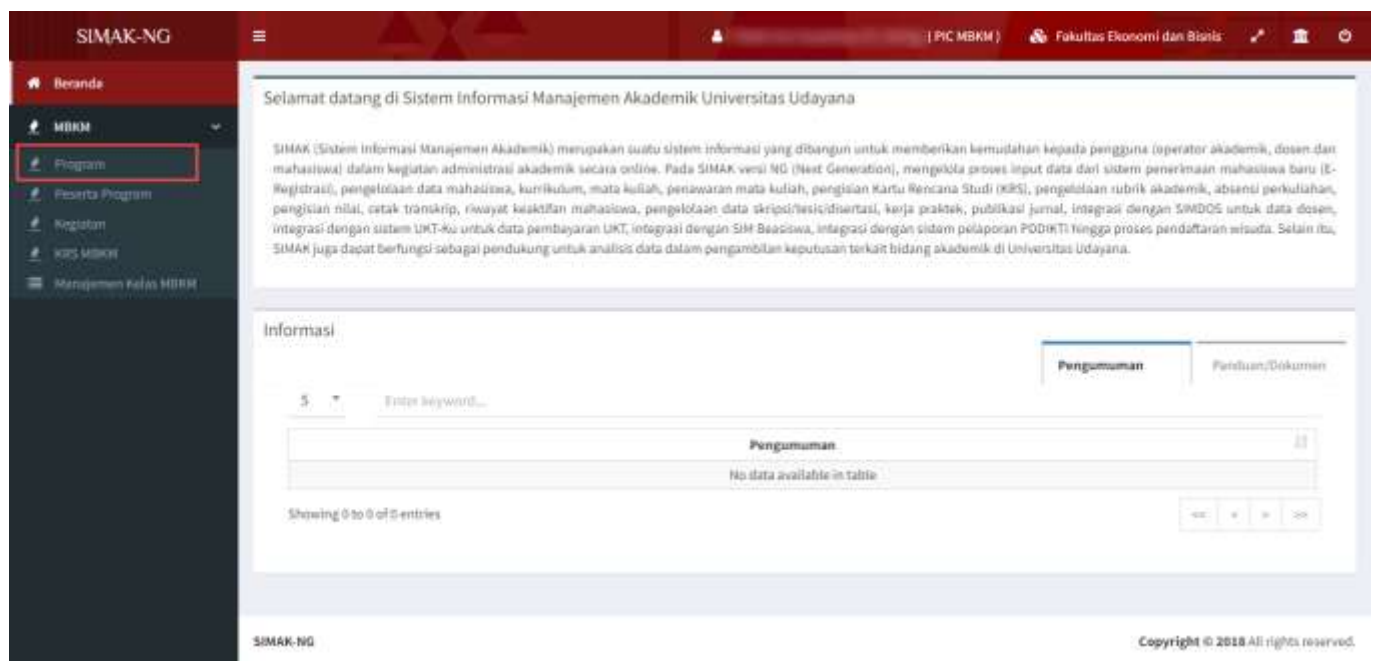 SIMAK-NG
( PIC MBKM )
Fakultas Ekonomi dan Bisnis
Beranda
MBKM
Program
Peserta Program
Kegiatan
KRS MBKM
Manajemen Kelas MBKM
Selamat datang di Sistem Informasi Manajemen Akademik Universitas Udayana
SIMAK (Sistem Informasi Manajemen Akademik) merupakan suatu sistem informasi yang dibangun untuk memberikan kemudahan kepada pengguna (operator akademik, dosen dan
mahasiswa) dalam kegiatan administrasi akademik secara online. Pada SIMAK versi NG (Next Generation), mengelola proses input data dari sistem penerimaan mahasiswa baru (E-
Registrasi), pengelolaan data mahasiswa, kurrikulum, mata kuliah, penawaran mata kuliah, pengisian Kartu Rencana Studi (KRS), pengelolaan rubrik akademik, absensi perkuliahan,
pengisian nilai, cetak transkrip, riwayat keaktifan mahasiswa, pengelolaan data skripsi/tesis/disertasi, kerja praktek, publikasi jurnal, integrasi dengan SIMDOS untuk data dosen,
integrasi dengan sistem UKT-Ku untuk data pembayaran UKT, integrasi dengan SIM Beasiswa, integrasi dengan sistem pelaporan PDDIKTI hingga proses pendaftaran wisuda. Selain itu,
SIMAK juga dapat berfungsi sebagai pendukung untuk analisis data dalam pengambilan keputusan terkait bidang akademik di Universitas Udayana.
Informasi
Pengumuman
Panduan/Dokumen
5
Enter keyword...
Pengumuman
No data available in table
Showing 0 to 0 of 0 entries
<< < > >>
SIMAK-NG
Copyright © 2018 All rights reserved.